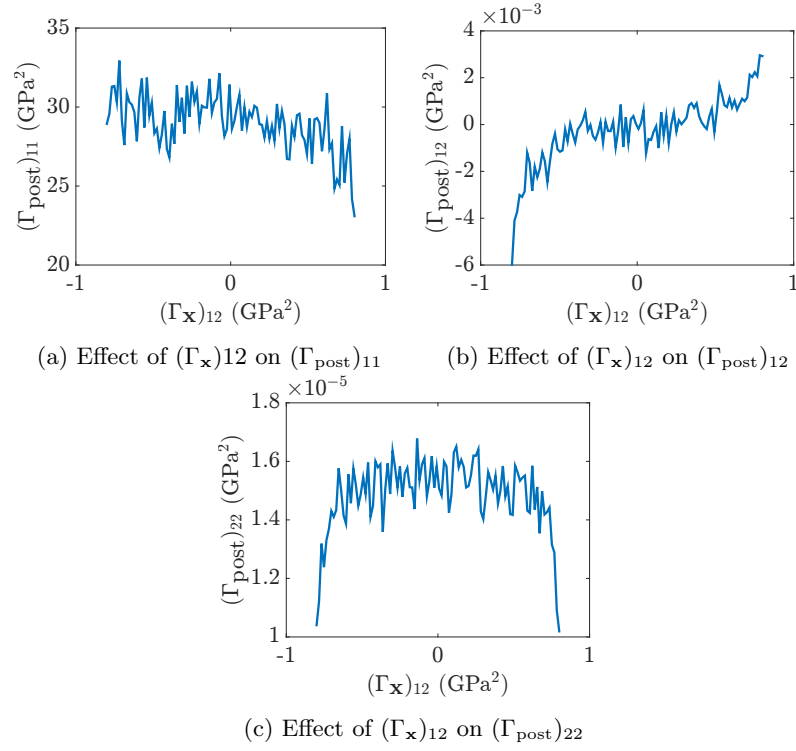 35
30
25
20
(Γpost)₁₁ (GPa²)
-1
0
1
(Γ𝐱)₁₂ (GPa²)
(a) Effect of (Γ𝐱)12 on (Γpost)₁₁
×10⁻³
4
2
0
-2
-4
-6
(Γpost)₁₂ (GPa²)
-1
0
1
(Γ𝐱)₁₂ (GPa²)
(b) Effect of (Γ𝐱)₁₂ on (Γpost)₁₂
×10⁻⁵
1.8
1.6
1.4
1.2
1
(Γpost)₂₂ (GPa²)
-1
0
1
(Γ𝐱)₁₂ (GPa²)
(c) Effect of (Γ𝐱)₁₂ on (Γpost)₂₂